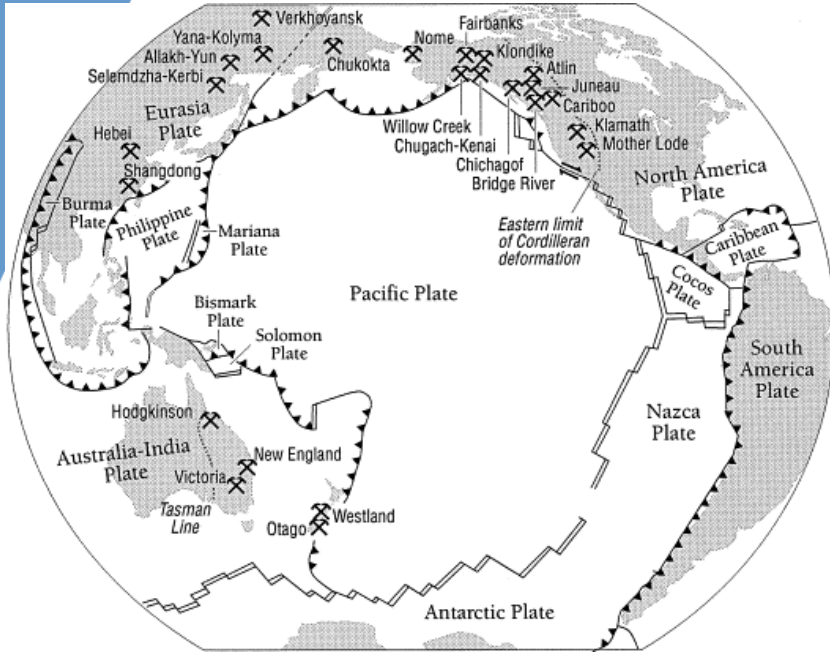 Verkhoyansk
Yana-Kolyma
Allakh-Yun
Selemdzha-Kerbi
Chukokta
Nome
Fairbanks
Klondike
Atlin
Juneau
Cariboo
Klamath
Mother Lode
Willow Creek
Chugach-Kenai
Chichagof
Bridge River
Eurasia
Plate
Hebei
Shangdong
Burma
Plate
Philippine
Plate
Mariana
Plate
North America
Plate
Eastern limit
of Cordilleran
deformation
Caribbean
Plate
Cocos
Plate
Pacific Plate
Bismark
Plate
Solomon
Plate
South
America
Plate
Nazca
Plate
Hodgkinson
Australia-India
Plate
New England
Victoria
Tasman
Line
Westland
Otago
Antarctic Plate